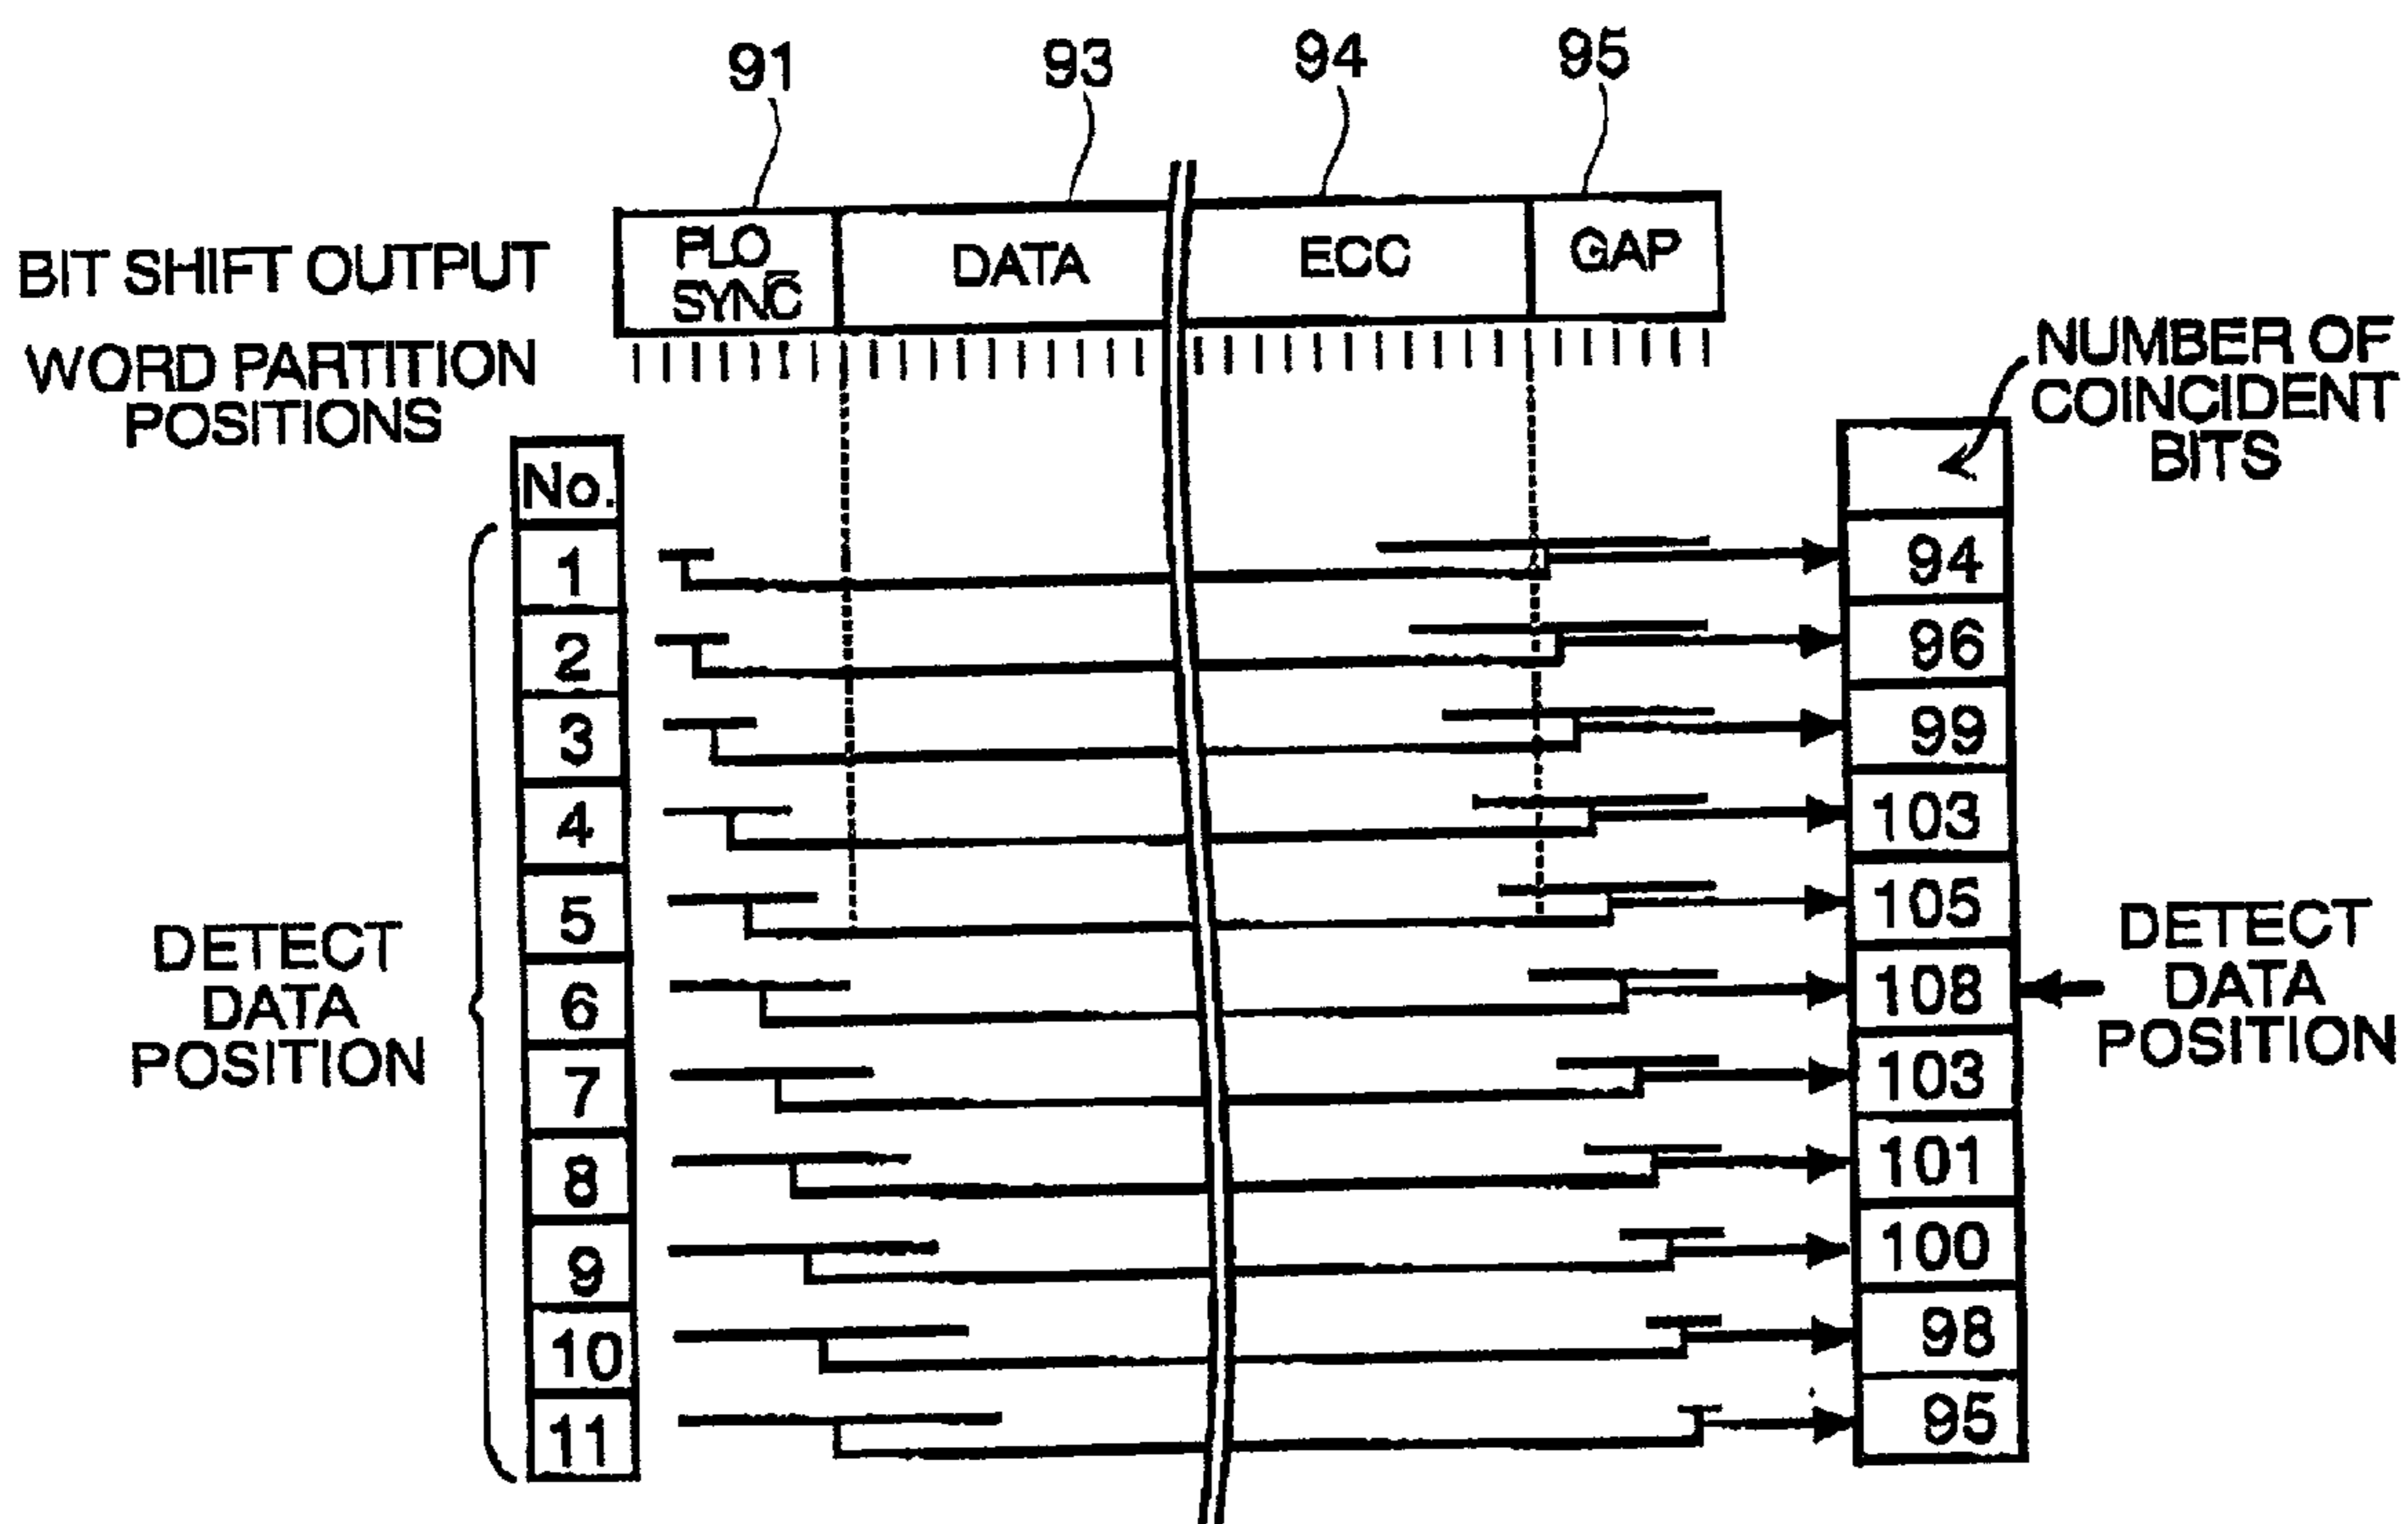 91 93 94 95
BIT SHIFT OUTPUT
PLO
SYNC
DATA
ECC
GAP
WORD PARTITION
POSITIONS
NUMBER OF
COINCIDENT
BITS
No.
1
2
3
4
5
6
7
8
9
10
11
DETECT
DATA
POSITION
94
96
99
103
105
108
103
101
100
98
95
DETECT
DATA
POSITION